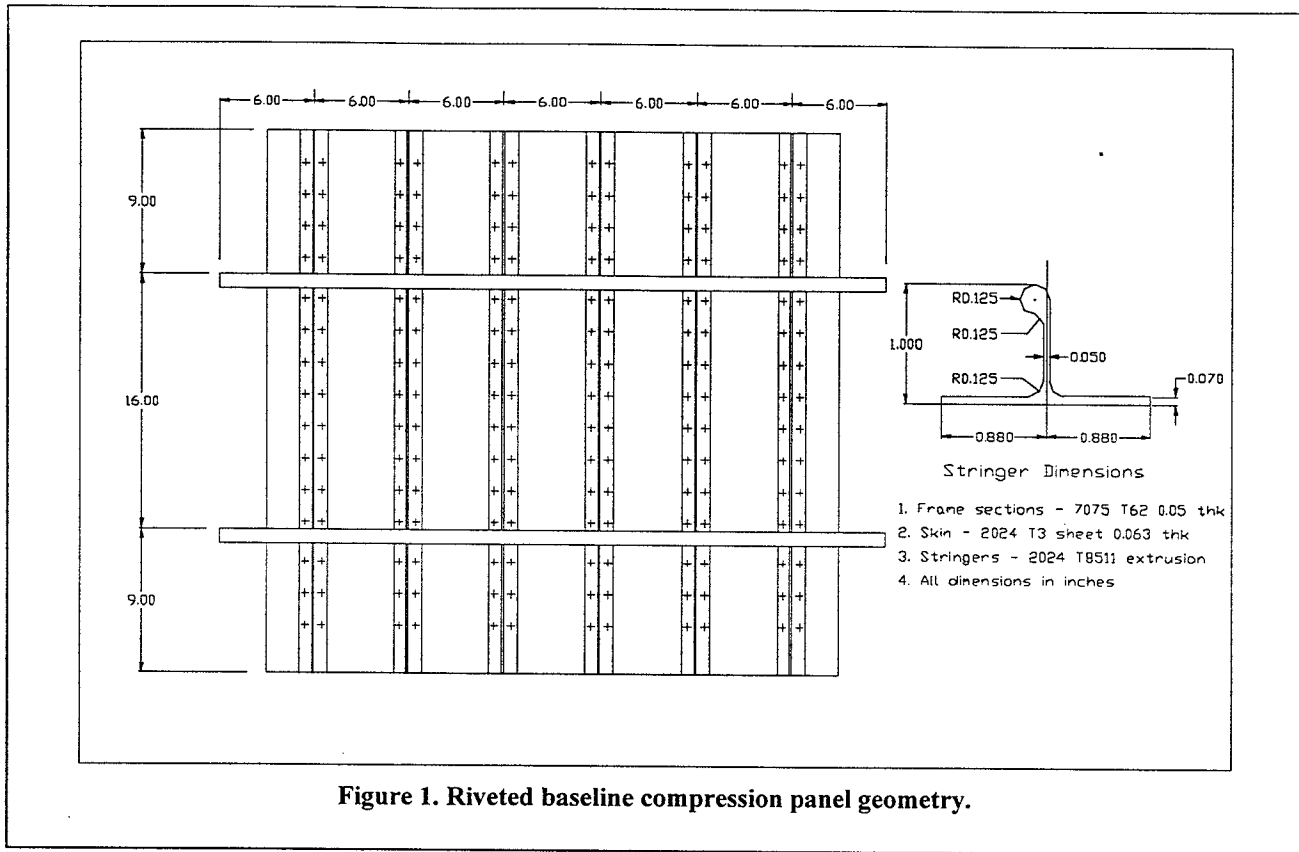 6.00 6.00 6.00 6.00 6.00 6.00 6.00
9.00
16.00
9.00
R0.125
R0.125
1.000
0.050
R0.125
0.070
0.880 0.880
Stringer Dimensions
1. Frame sections - 7075 T62 0.05 thk
2. Skin - 2024 T3 sheet 0.063 thk
3. Stringers - 2024 T8511 extrusion
4. All dimensions in inches
Figure 1. Riveted baseline compression panel geometry.